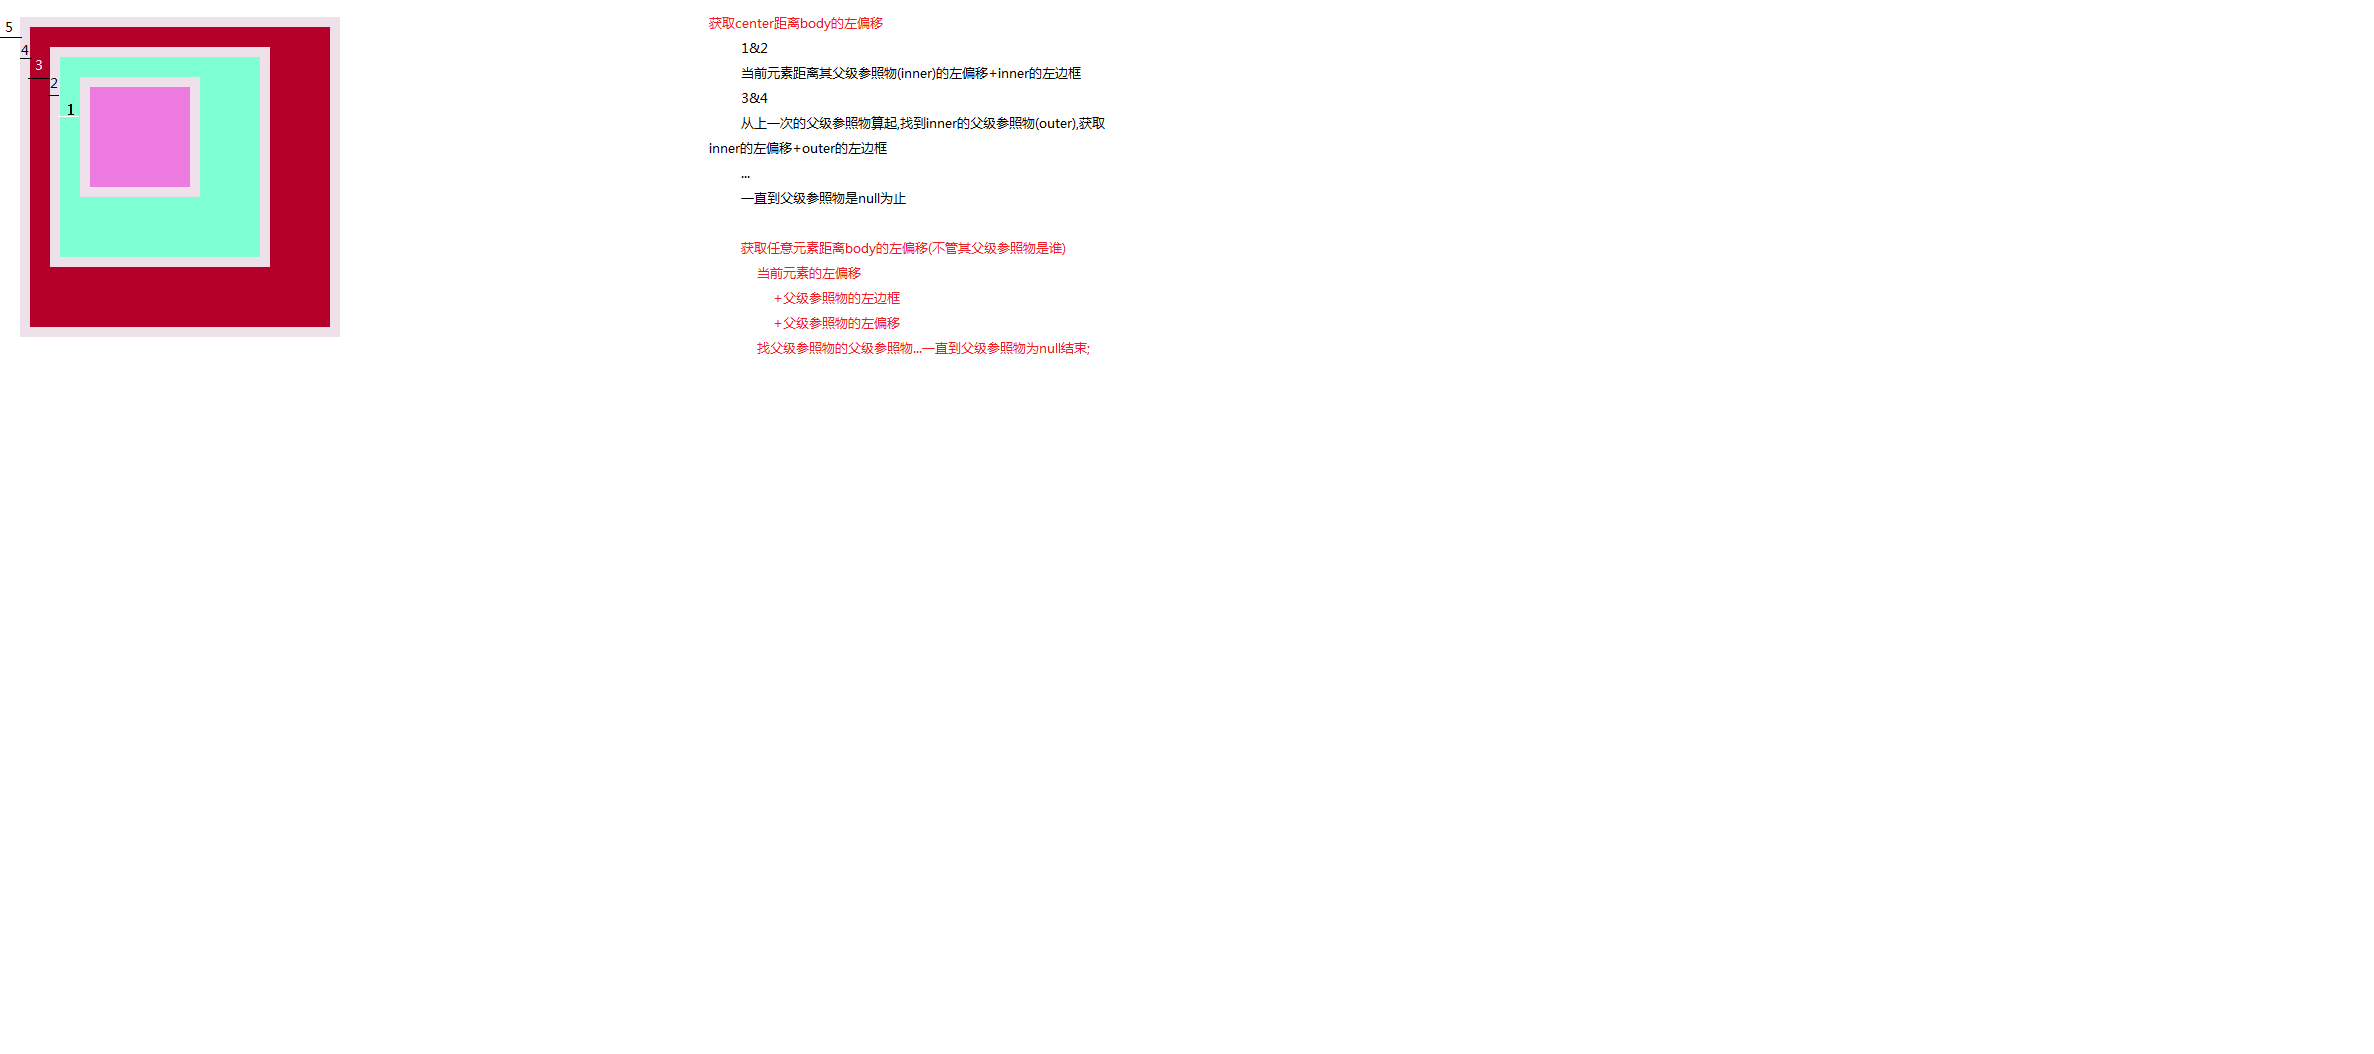 5
4
3
2
1
获取center距离body的左偏移
1&2
当前元素距离其父级参照物(inner)的左偏移+inner的左边框
3&4
从上一次的父级参照物算起,找到inner的父级参照物(outer),获取
inner的左偏移+outer的左边框
...
一直到父级参照物是null为止
获取任意元素距离body的左偏移(不管其父级参照物是谁)
当前元素的左偏移
+父级参照物的左边框
+父级参照物的左偏移
找父级参照物的父级参照物...一直到父级参照物为null结束;